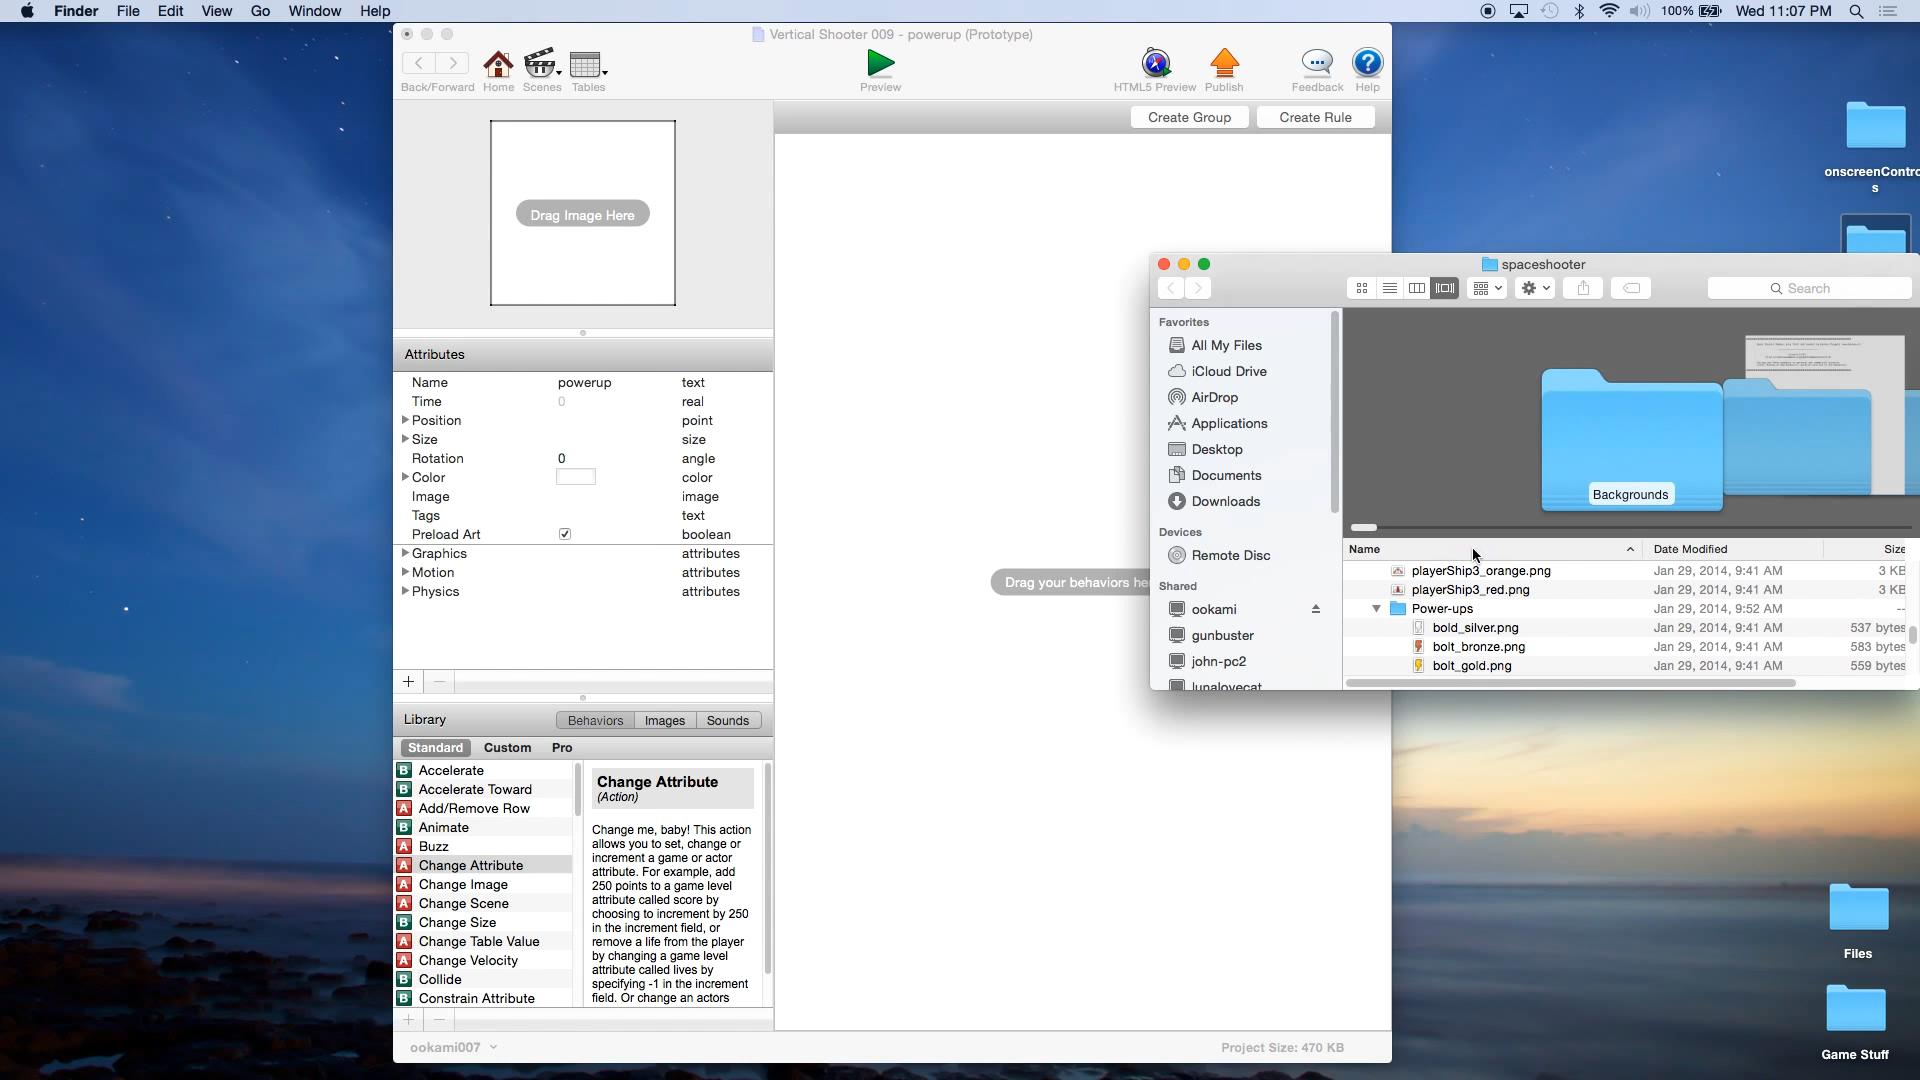 Finder File Edit View Go Window Help
100% Wed 11:07 PM
Vertical Shooter 009 - powerup (Prototype)
Back/Forward Home Scenes Tables Preview HTML5 Preview Publish Feedback Help
Create Group Create Rule
Drag Image Here
Attributes
Name powerup text
Time 0 real
Position point
Size size
Rotation 0 angle
Color color
Image image
Tags text
Preload Art boolean
Graphics attributes
Motion attributes
Physics attributes
Library Behaviors Images Sounds
Standard Custom Pro
Accelerate
Accelerate Toward
Add/Remove Row
Animate
Buzz
Change Attribute
Change Image
Change Scene
Change Size
Change Table Value
Change Velocity
Collide
Constrain Attribute
Change Attribute
(Action)
Change me, baby! This action
allows you to set, change or
increment a game or actor
attribute. For example, add
250 points to a game level
attribute called score by
choosing to increment by 250
in the increment field, or
remove a life from the player
by changing a game level
attribute called lives by
specifying -1 in the increment
field. Or change an actors
ookami007
Project Size: 470 KB
Drag your behaviors he
spaceshooter
Search
Favorites
All My Files
iCloud Drive
AirDrop
Applications
Desktop
Documents
Downloads
Devices
Remote Disc
Shared
ookami
gunbuster
john-pc2
lunalovecat
Backgrounds
Name Date Modified Size
playerShip3_orange.png Jan 29, 2014, 9:41 AM 3 KB
playerShip3_red.png Jan 29, 2014, 9:41 AM 3 KB
Power-ups Jan 29, 2014, 9:52 AM --
bold_silver.png Jan 29, 2014, 9:41 AM 537 bytes
bolt_bronze.png Jan 29, 2014, 9:41 AM 583 bytes
bolt_gold.png Jan 29, 2014, 9:41 AM 559 bytes
onscreenContro
s
Files
Game Stuff